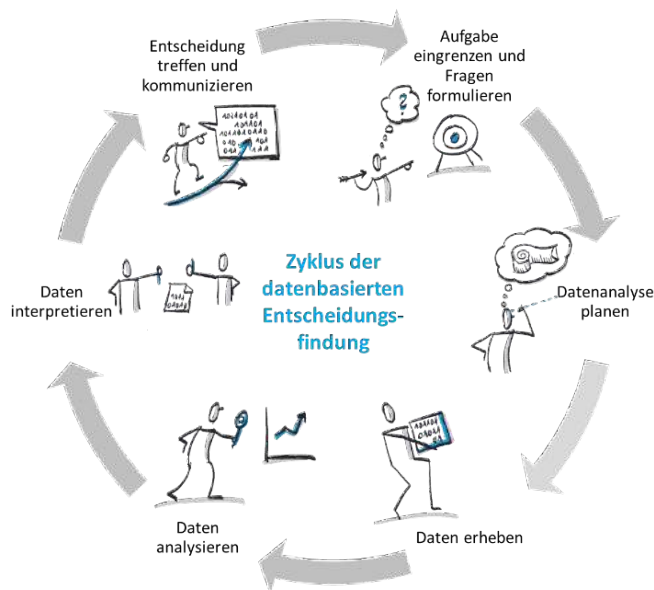 Zyklus der
datenbasierten
Entscheidungs-
findung
Aufgabe
eingrenzen und
Fragen
formulieren
?
Datenanalyse
planen
Daten erheben
Daten
analysieren
Daten
interpretieren
Entscheidung
treffen und
kommunizieren